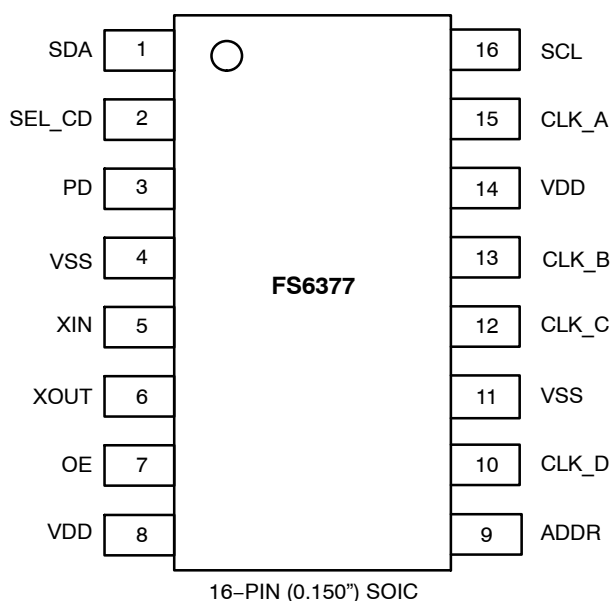 SDA 1 16 SCL
SEL_CD 2 15 CLK_A
PD 3 14 VDD
VSS 4 13 CLK_B
FS6377
XIN 5 12 CLK_C
XOUT 6 11 VSS
OE 7 10 CLK_D
VDD 8 9 ADDR
16−PIN (0.150”) SOIC